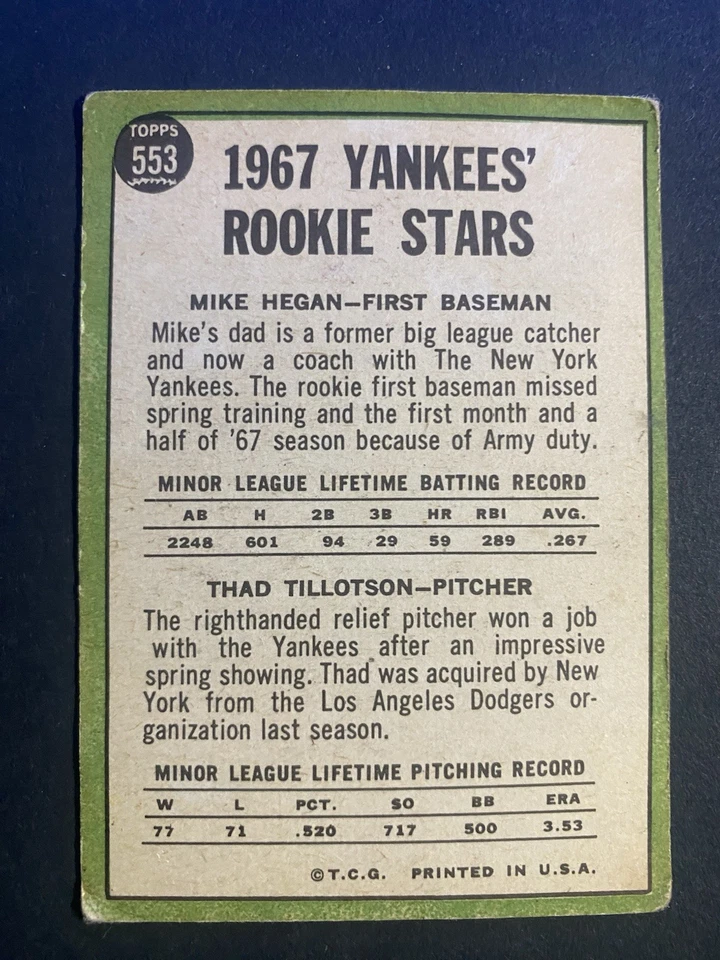 TOPPS
553
1967 YANKEES'
ROOKIE STARS
MIKE HEGAN—FIRST BASEMAN
Mike's dad is a former big league catcher
and now a coach with The New York
Yankees. The rookie first baseman missed
spring training and the first month and a
half of '67 season because of Army duty.
MINOR LEAGUE LIFETIME BATTING RECORD
AB H 2B 3B HR RBI AVG.
2248 601 94 29 59 289 .267
THAD TILLOTSON—PITCHER
The righthanded relief pitcher won a job
with the Yankees after an impressive
spring showing. Thad was acquired by New
York from the Los Angeles Dodgers or-
ganization last season.
MINOR LEAGUE LIFETIME PITCHING RECORD
W L PCT. SO BB ERA
77 71 .520 717 500 3.53
©T.C.G. PRINTED IN U.S.A.